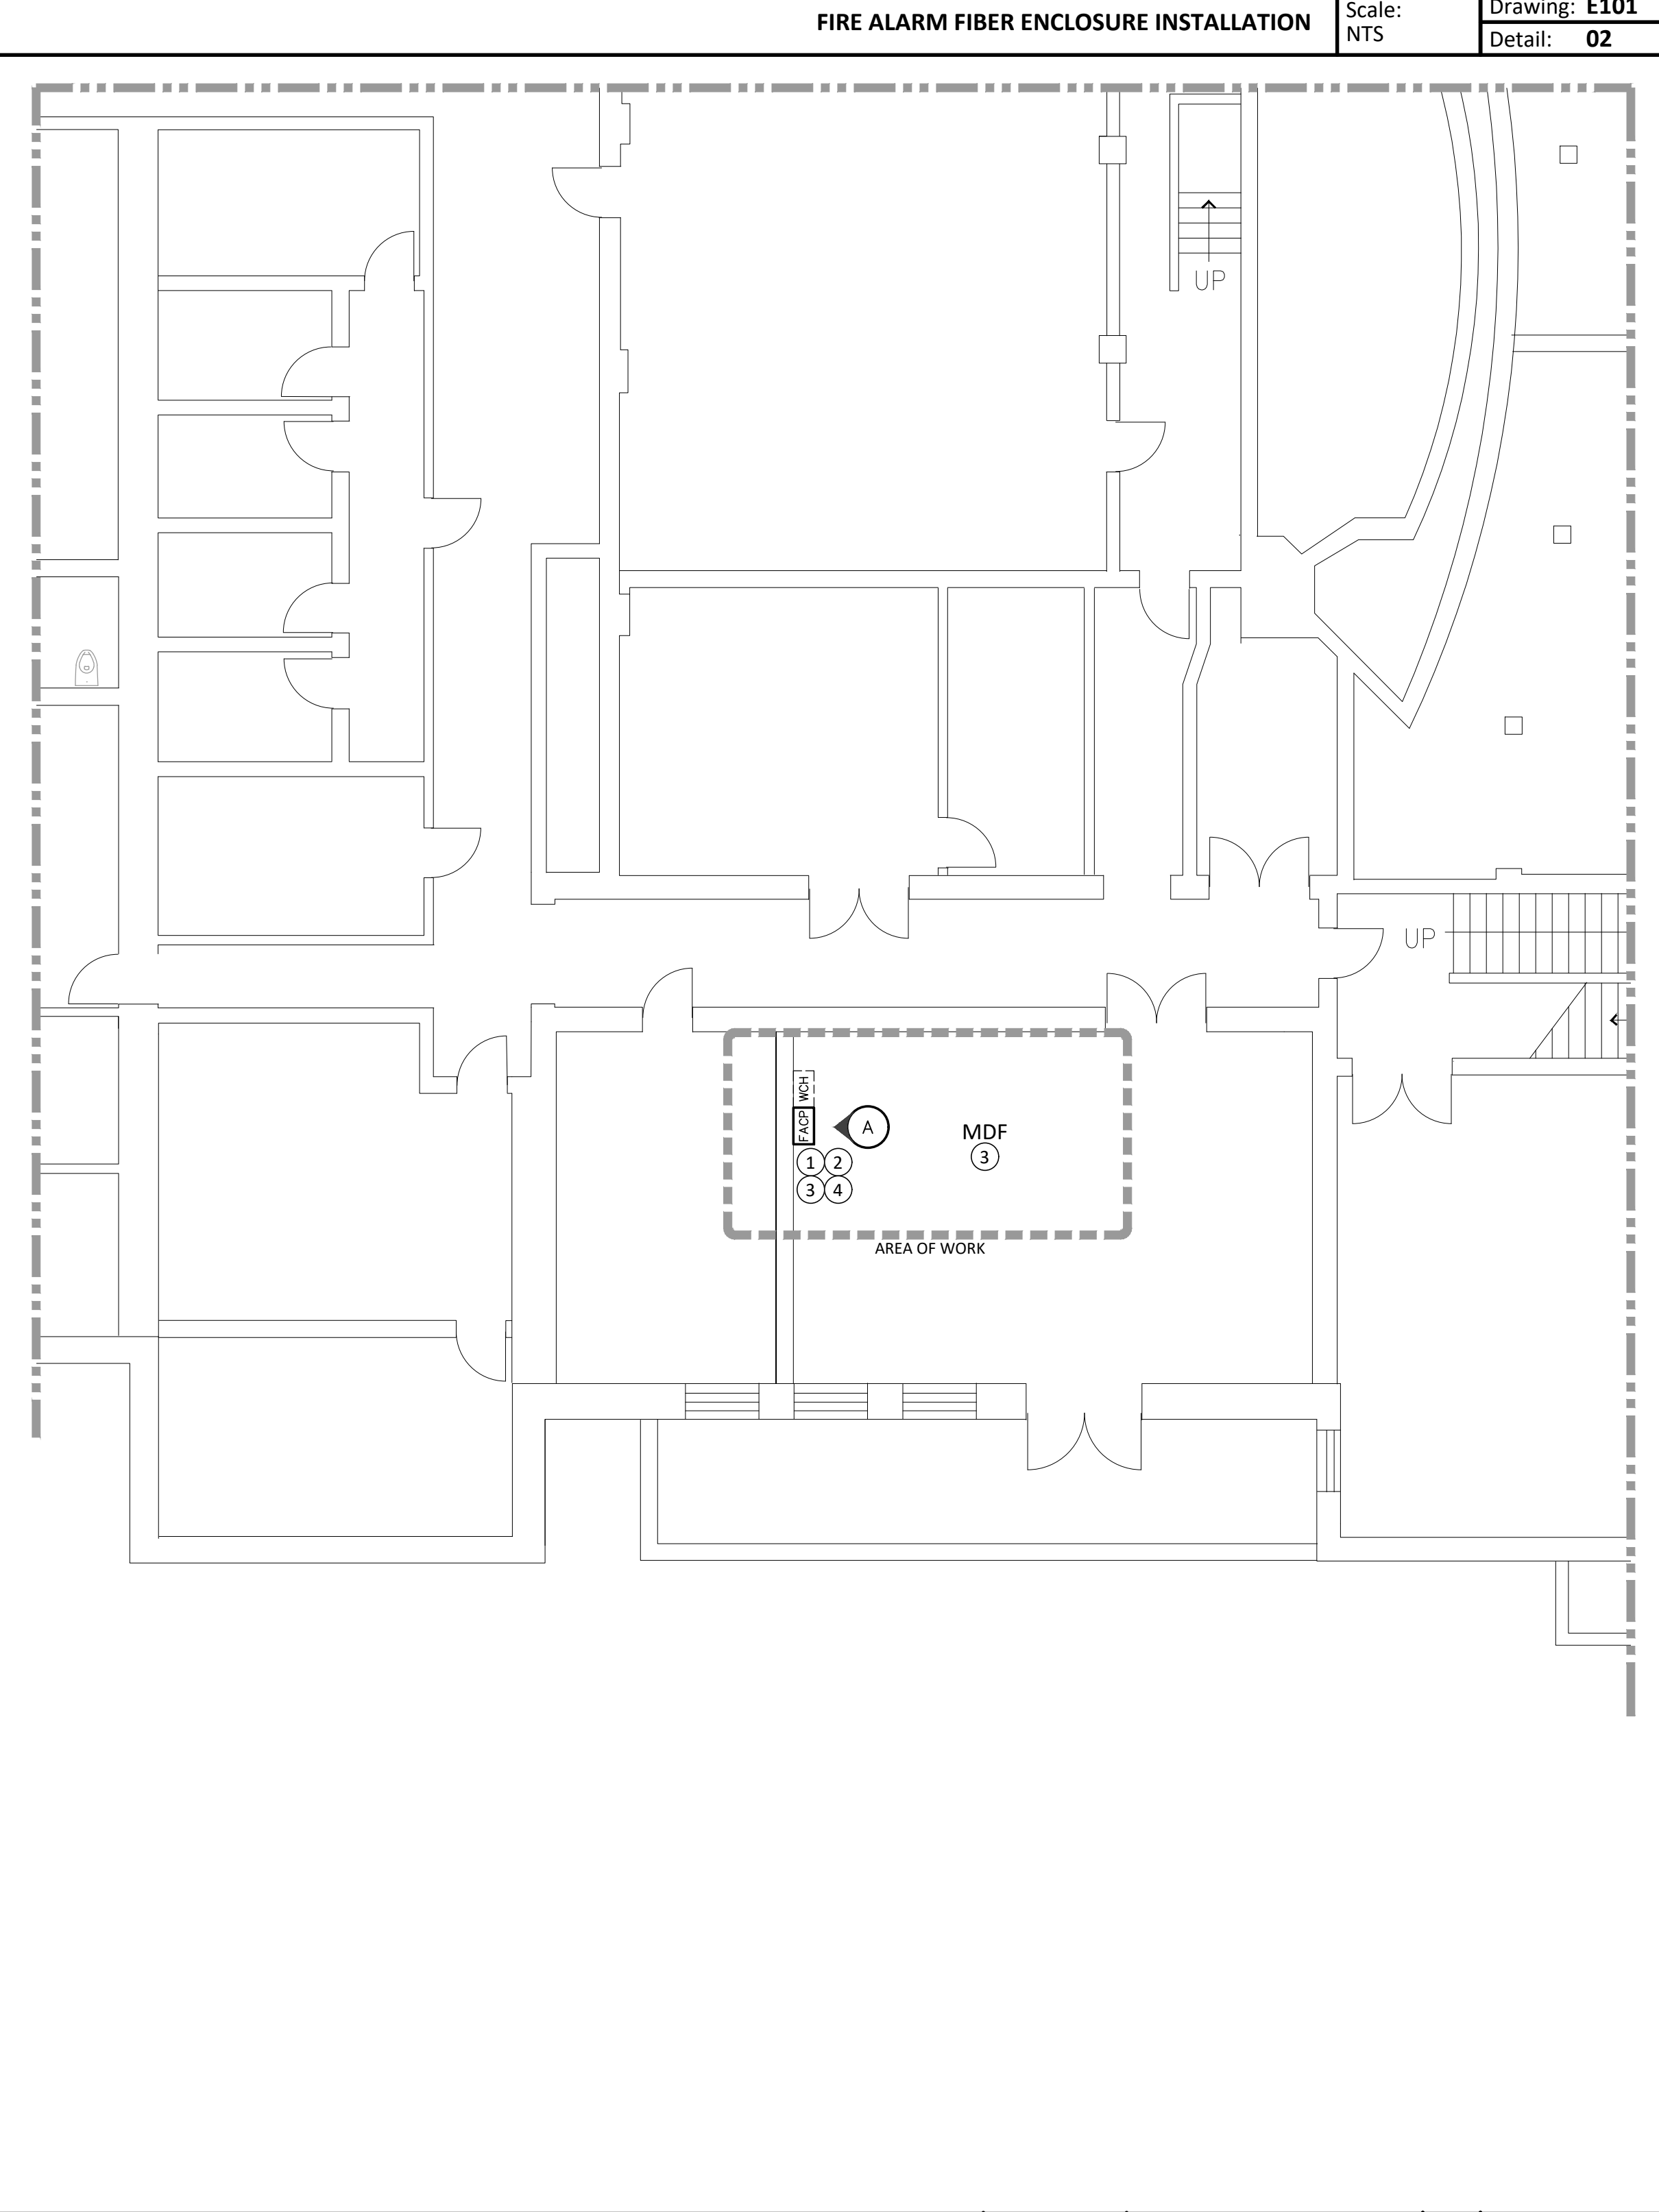 FIRE ALARM FIBER ENCLOSURE INSTALLATION
Scale:
NTS
Drawing: E101
Detail: 02
UP
UP
WCH
FACP
A
MDF
3
1 2
3 4
AREA OF WORK